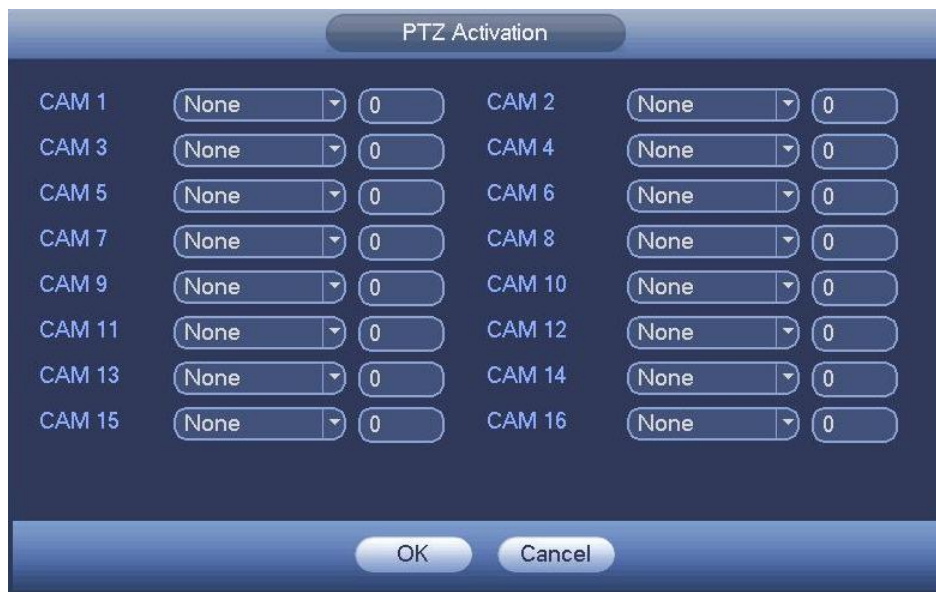 PTZ Activation
CAM 1 None 0 CAM 2 None 0
CAM 3 None 0 CAM 4 None 0
CAM 5 None 0 CAM 6 None 0
CAM 7 None 0 CAM 8 None 0
CAM 9 None 0 CAM 10 None 0
CAM 11 None 0 CAM 12 None 0
CAM 13 None 0 CAM 14 None 0
CAM 15 None 0 CAM 16 None 0
OK Cancel